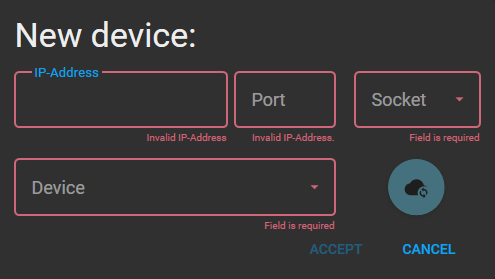 New device:
IP-Address
Port
Socket
Invalid IP-Address
Invalid IP-Address.
Field is required
Device
Field is required
ACCEPT
CANCEL